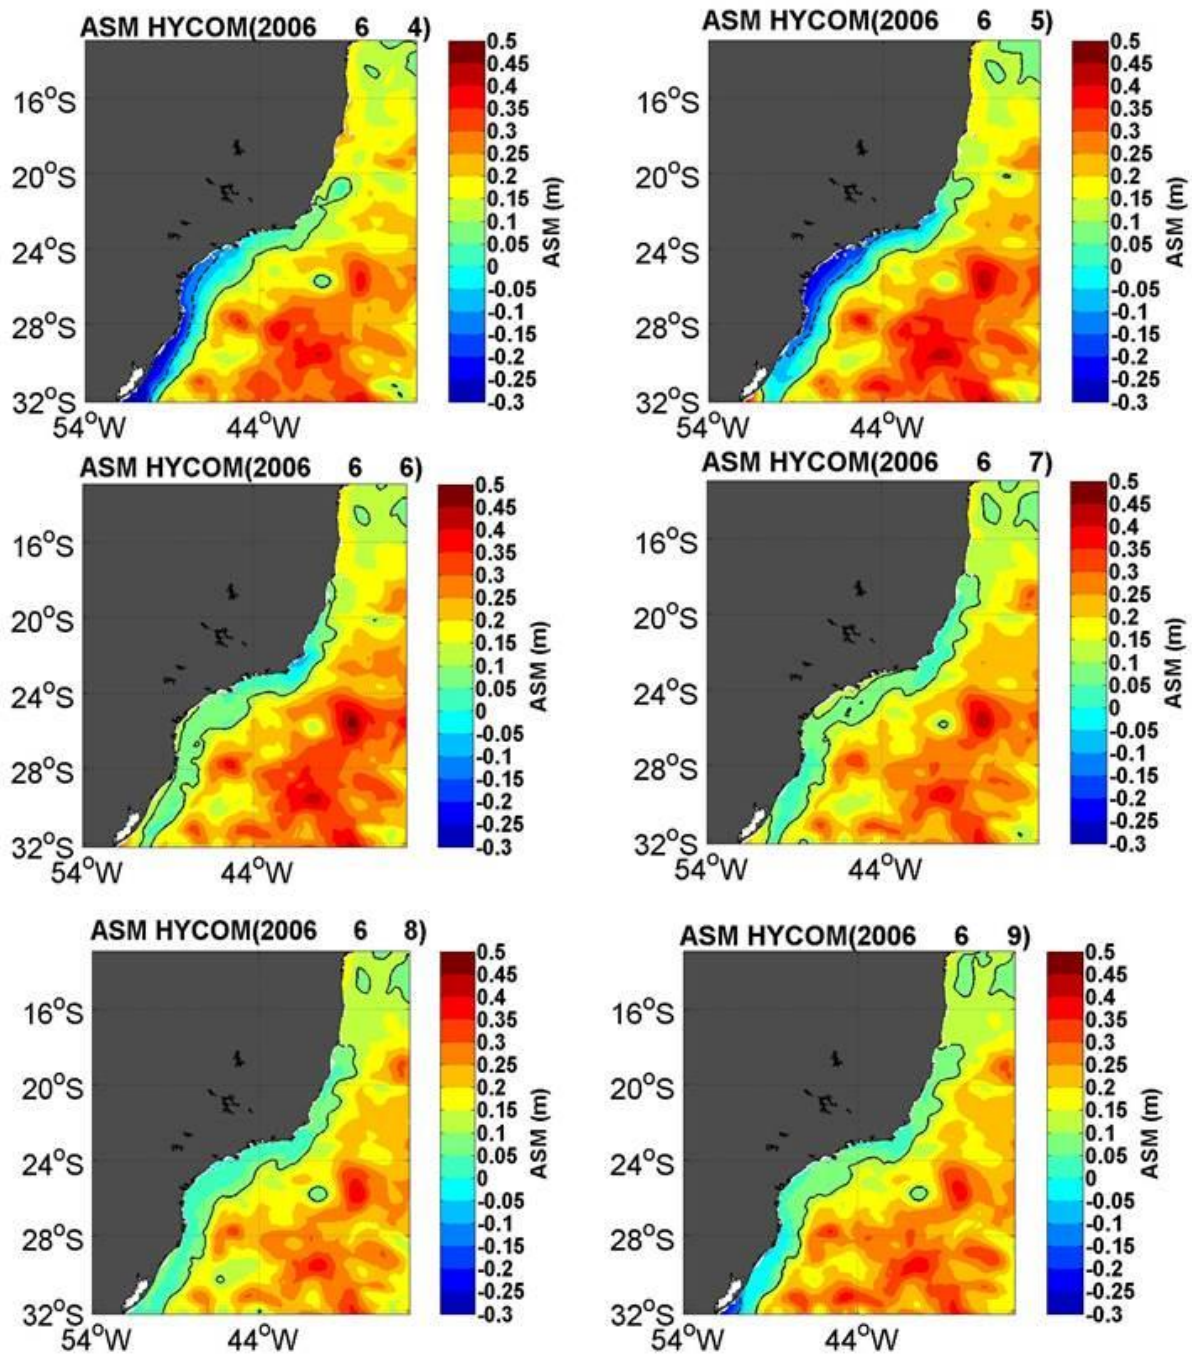 ASM HYCOM(2006 6 4)
16°S
20°S
24°S
28°S
32°S
54°W 44°W
0.5
0.45
0.4
0.35
0.3
0.25
0.2
0.15
0.1
0.05
0
-0.05
-0.1
-0.15
-0.2
-0.25
-0.3
ASM (m)
ASM HYCOM(2006 6 5)
16°S
20°S
24°S
28°S
32°S
54°W 44°W
0.5
0.45
0.4
0.35
0.3
0.25
0.2
0.15
0.1
0.05
0
-0.05
-0.1
-0.15
-0.2
-0.25
-0.3
ASM (m)
ASM HYCOM(2006 6 6)
16°S
20°S
24°S
28°S
32°S
54°W 44°W
0.5
0.45
0.4
0.35
0.3
0.25
0.2
0.15
0.1
0.05
0
-0.05
-0.1
-0.15
-0.2
-0.25
-0.3
ASM (m)
ASM HYCOM(2006 6 7)
16°S
20°S
24°S
28°S
32°S
54°W 44°W
0.5
0.45
0.4
0.35
0.3
0.25
0.2
0.15
0.1
0.05
0
-0.05
-0.1
-0.15
-0.2
-0.25
-0.3
ASM (m)
ASM HYCOM(2006 6 8)
16°S
20°S
24°S
28°S
32°S
54°W 44°W
0.5
0.45
0.4
0.35
0.3
0.25
0.2
0.15
0.1
0.05
0
-0.05
-0.1
-0.15
-0.2
-0.25
-0.3
ASM (m)
ASM HYCOM(2006 6 9)
16°S
20°S
24°S
28°S
32°S
54°W 44°W
0.5
0.45
0.4
0.35
0.3
0.25
0.2
0.15
0.1
0.05
0
-0.05
-0.1
-0.15
-0.2
-0.25
-0.3
ASM (m)